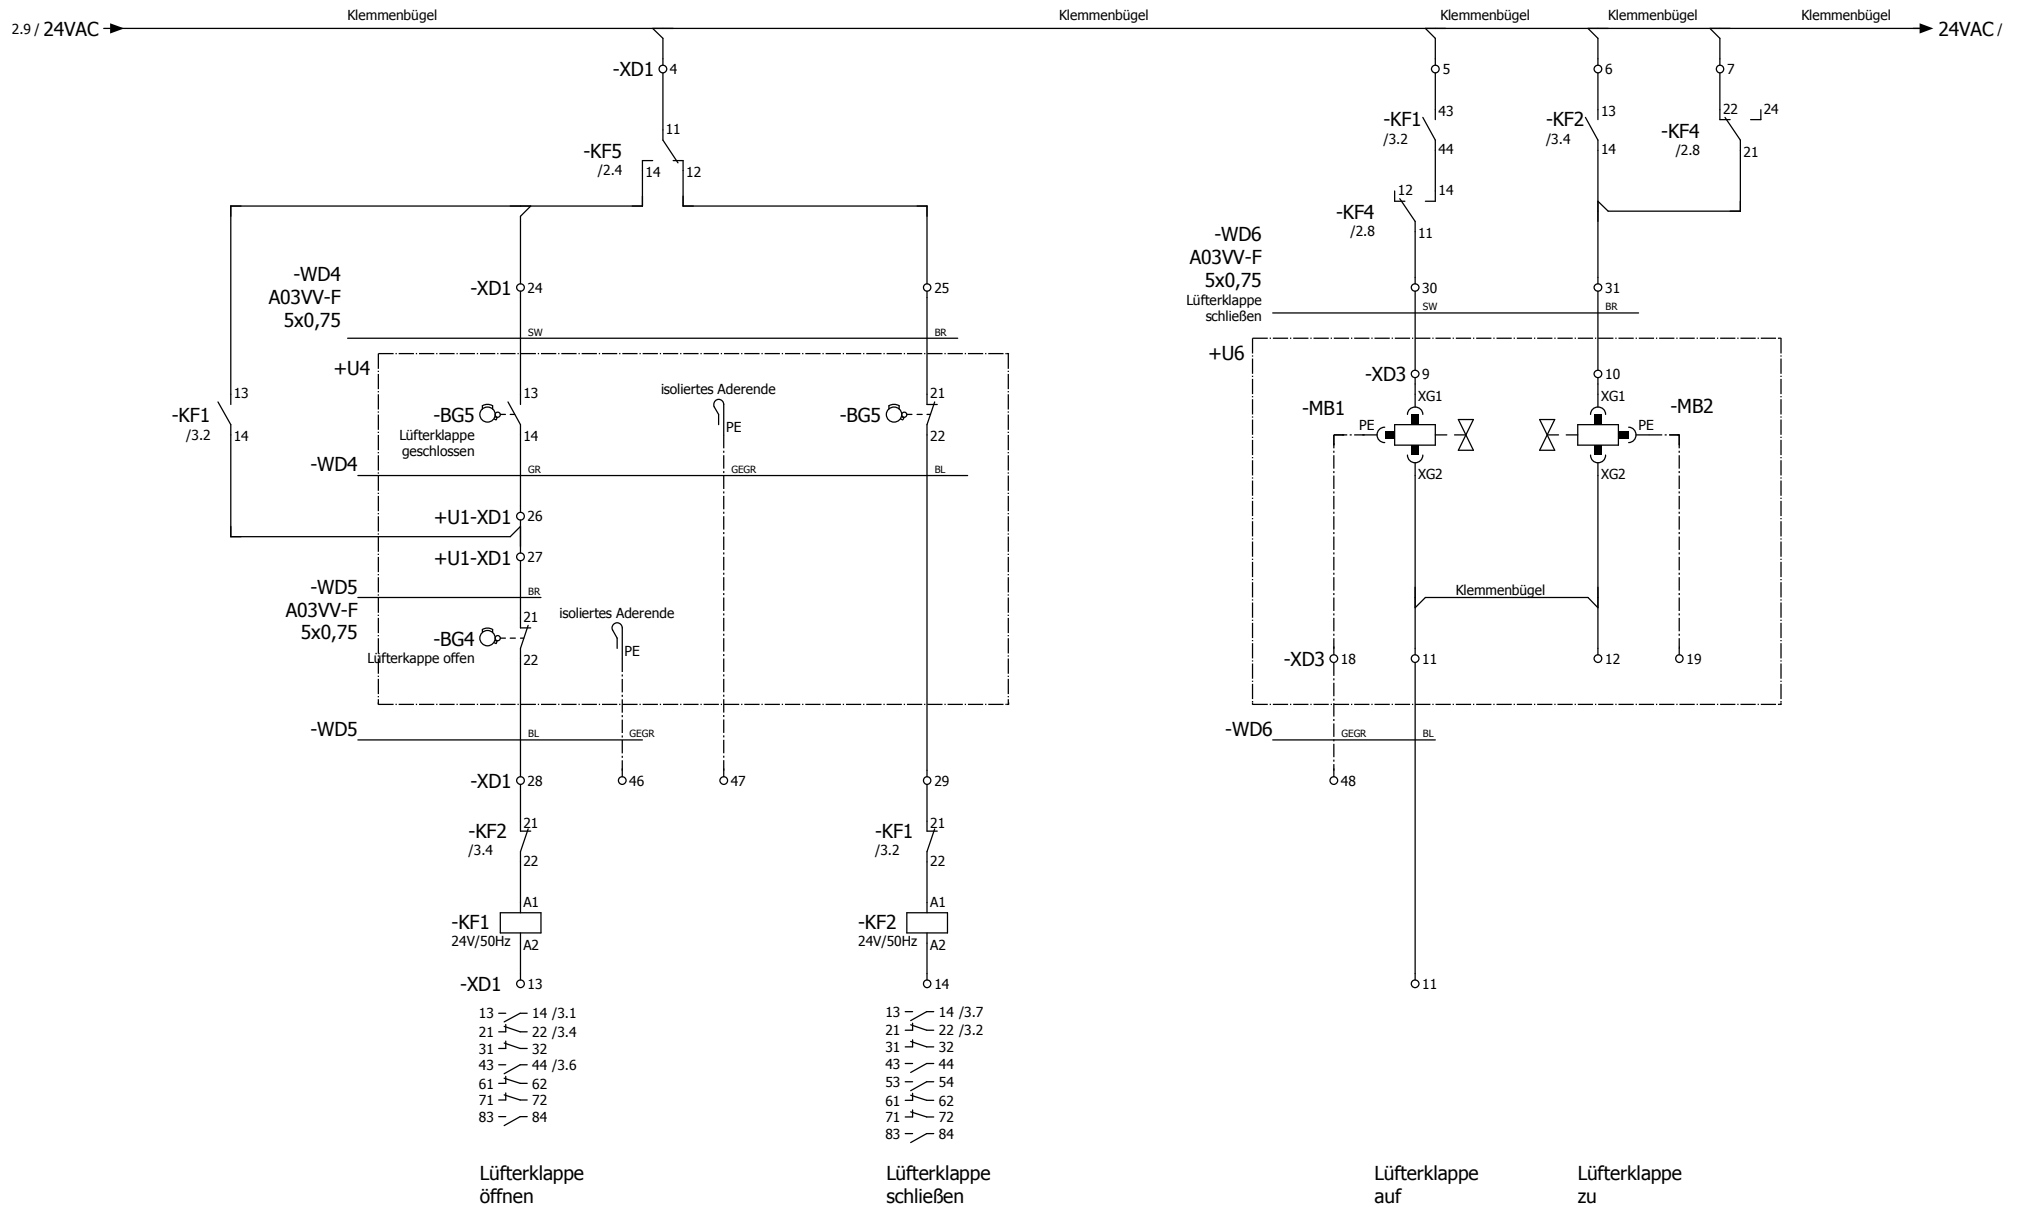 Klemmenbügel Klemmenbügel Klemmenbügel Klemmenbügel Klemmenbügel
2.9 / 24VAC 24VAC /
-XD1 4 5 6 7
11 43 13 22 24
-KF1 -KF2 -KF4
/3.2 /3.4 /2.8
44 14 21
-KF5
/2.4
14 12
12 14
-KF4
/2.8
11
-WD6
A03VV-F
5x0,75
Lüfterklappe
schließen
-WD4
A03VV-F
5x0,75
-XD1 24 25 30 31
SW BR SW BR
+U4 +U6
-XD3 9 10
isoliertes Aderende
PE
13 13 21 XG1 XG1
-KF1
/3.2
14
-BG5
Lüfterklappe
geschlossen
14
-BG5
22
-MB1 PE PE -MB2
XG2 XG2
-WD4 GR GEGR BL
+U1-XD1 26
+U1-XD1 27
-WD5
A03VV-F
5x0,75
BR
Klemmenbügel
isoliertes Aderende
PE
21
-BG4
Lüfterkappe offen
22
-XD3 18 11 12 19
-WD5 BL GEGR
-WD6 GEGR BL
-XD1 28 46 47 29 48
21 21
-KF2 -KF1
/3.4 /3.2
22 22
A1 A1
-KF1 -KF2
24V/50Hz 24V/50Hz
A2 A2
-XD1 13 14 11
13 14 /3.1
21 22 /3.4
31 32
43 44 /3.6
61 62
71 72
83 84
13 14 /3.7
21 22 /3.2
31 32
43 44
53 54
61 62
71 72
83 84
Lüfterklappe
öffnen
Lüfterklappe
schließen
Lüfterklappe
auf
Lüfterklappe
zu